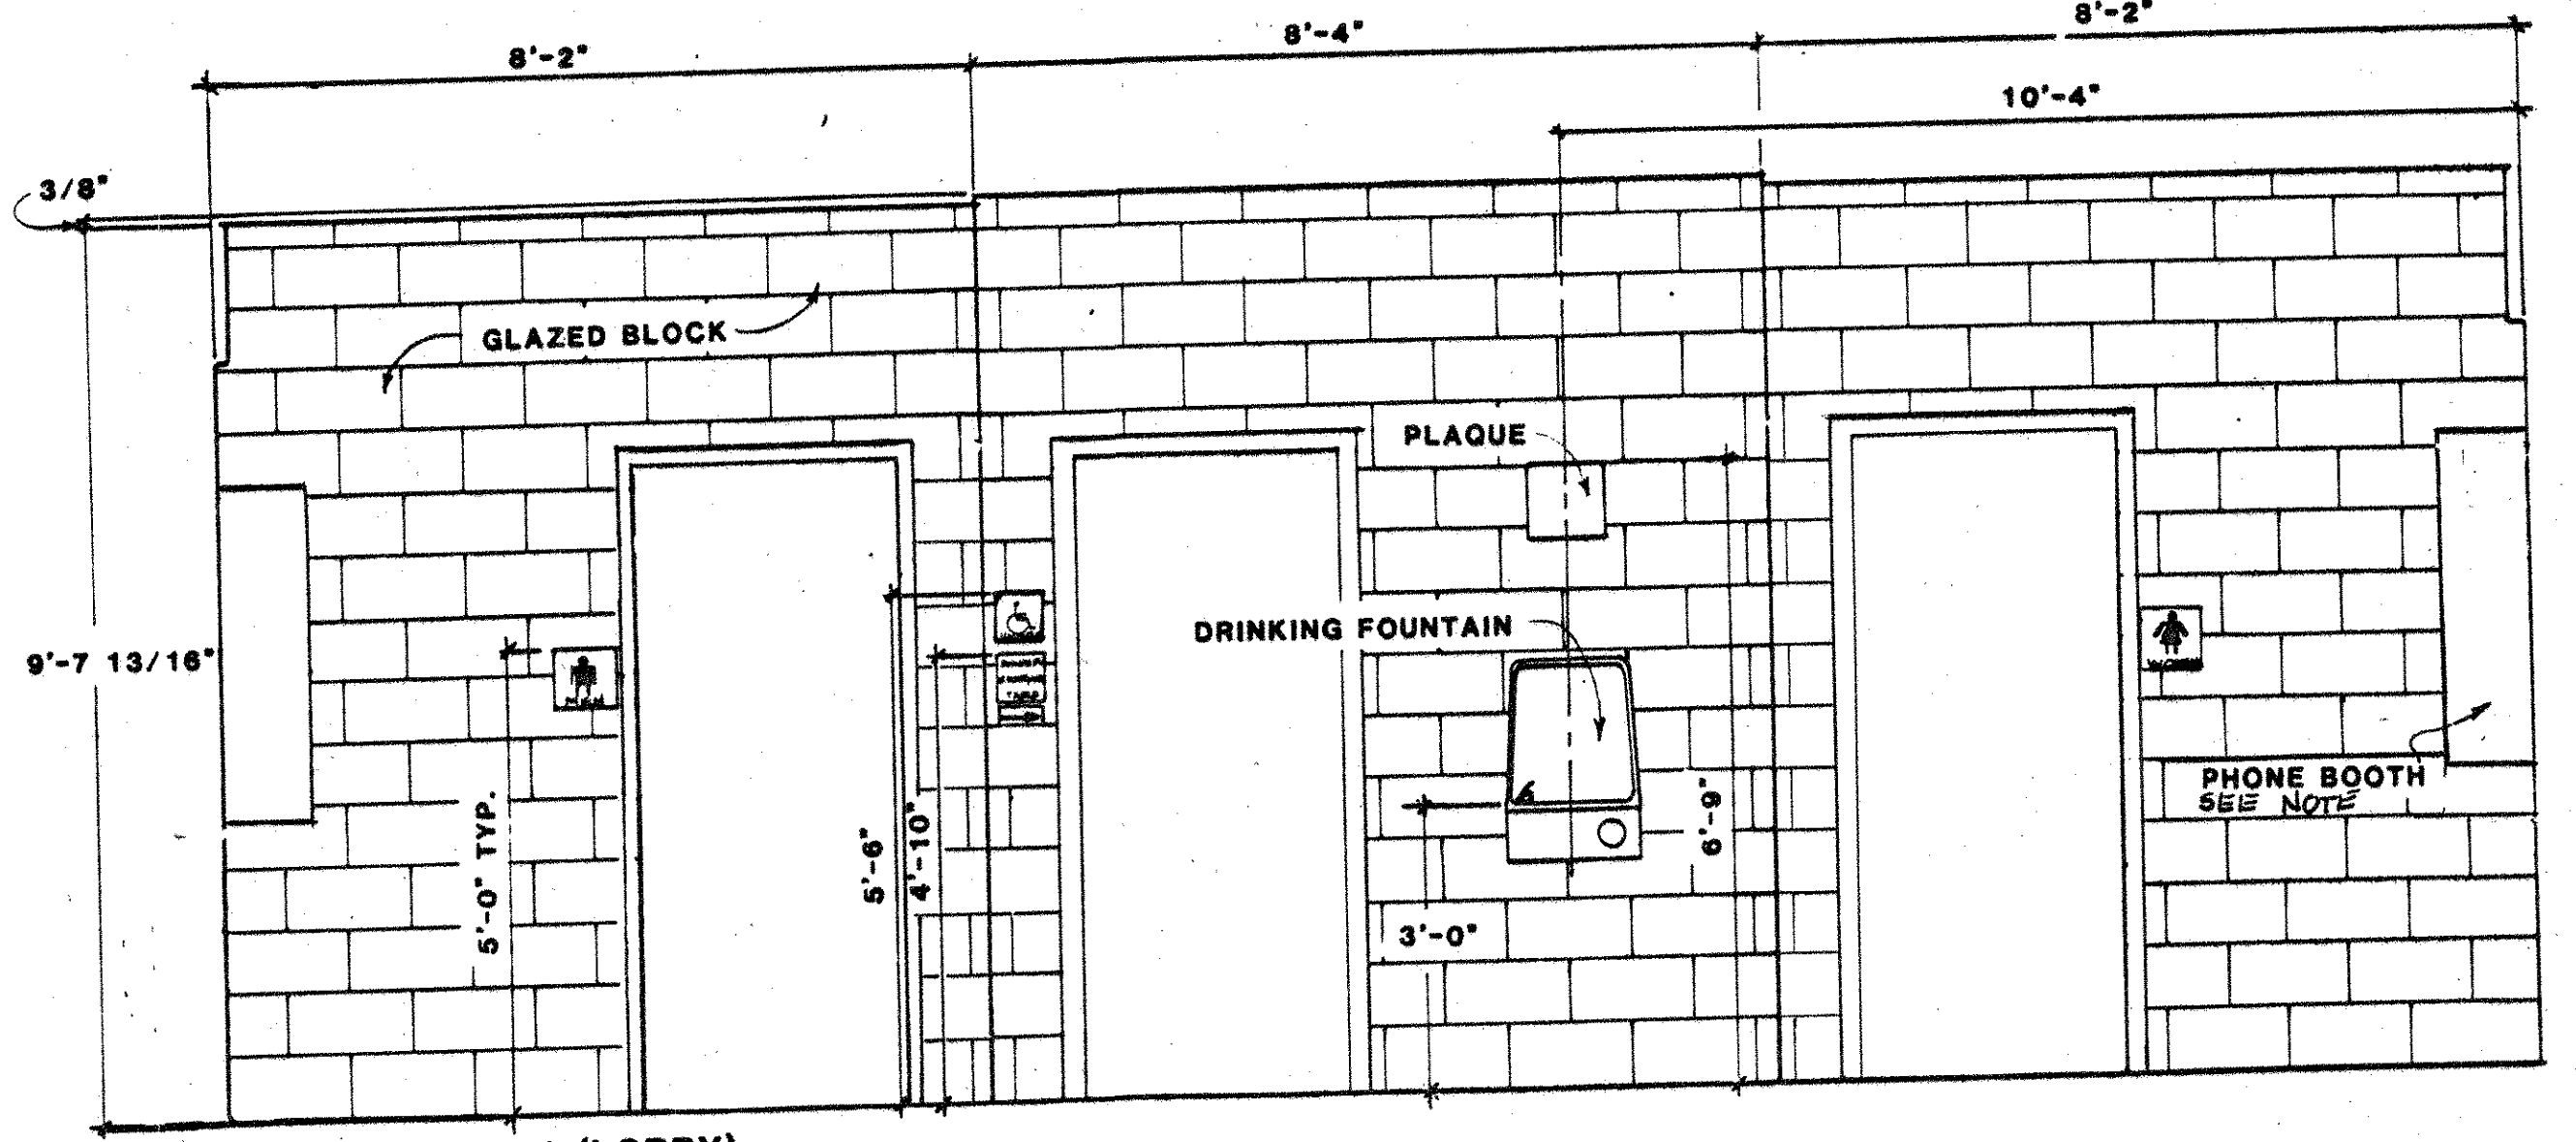 8'-2"
8'-4"
8'-2"
10'-4"
3/8"
GLAZED BLOCK
PLAQUE
DRINKING FOUNTAIN
9'-7 13/16"
MEN
WOMEN
5'-0" TYP.
5'-6"
4'-10"
6'-9"
3'-0"
PHONE BOOTH
SEE NOTE
(LOBBY)